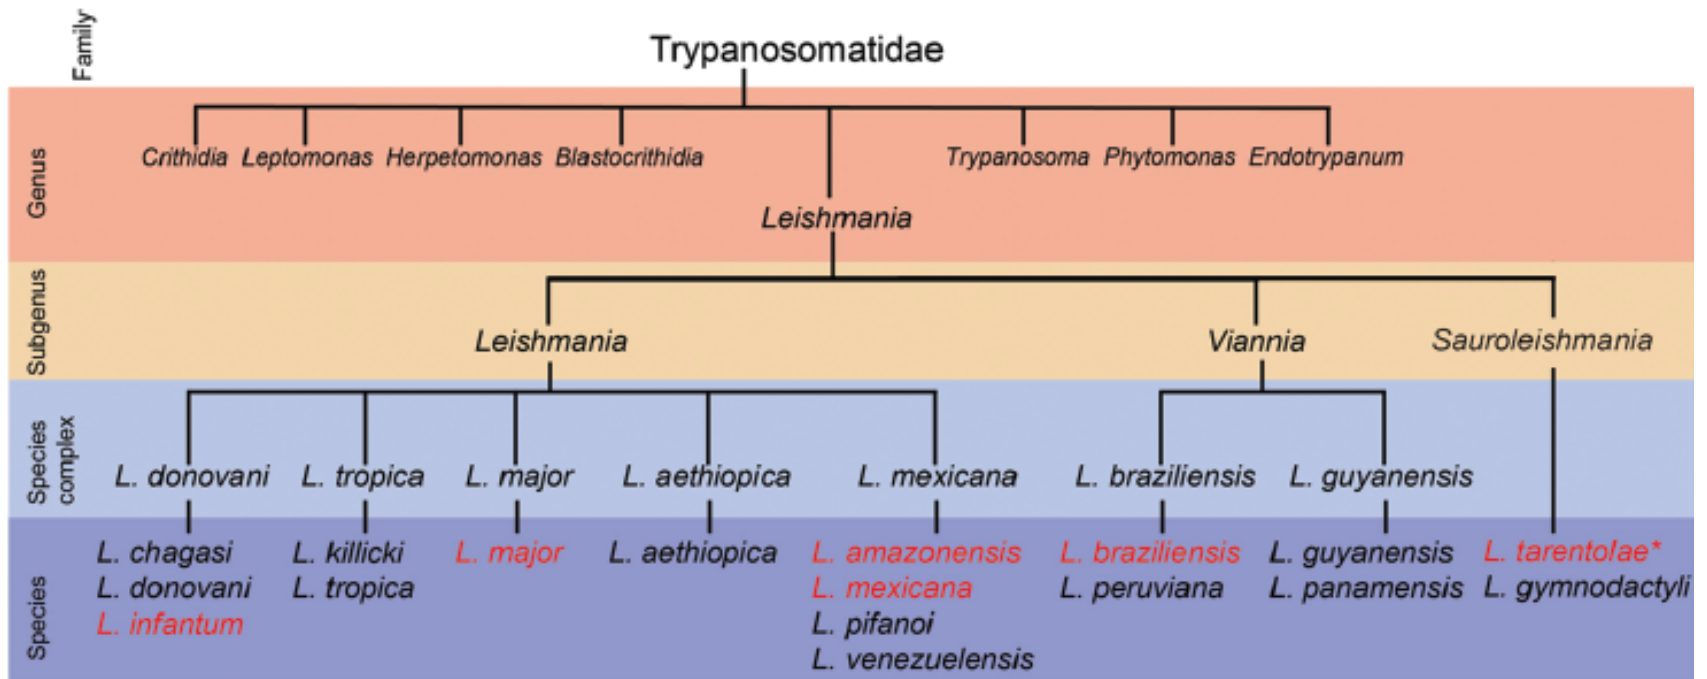 Family
Trypanosomatidae
Genus
Crithidia Leptomonas Herpetomonas Blastocrithidia Trypanosoma Phytomonas Endotrypanum
Leishmania
Subgenus
Leishmania Viannia Sauroleishmania
Species
complex
L. donovani L. tropica L. major L. aethiopica L. mexicana L. braziliensis L. guyanensis
Species
L. chagasi L. killicki L. major L. aethiopica L. amazonensis L. braziliensis L. guyanensis L. tarentolae*
L. donovani L. tropica L. mexicana L. peruviana L. panamensis L. gymnodactyli
L. infantum L. pifanoi
L. venezuelensis